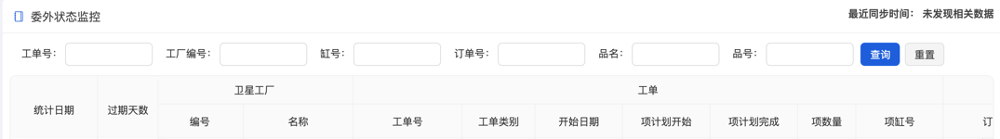 委外状态监控 最近同步时间： 未发现相关数据
工单号： 工厂编号： 缸号： 订单号： 品名： 品号： 查询 重置
统计日期 过期天数 卫星工厂 工单
编号 名称 工单号 工单类别 开始日期 项计划开始 项计划完成 项数量 项缸号 订